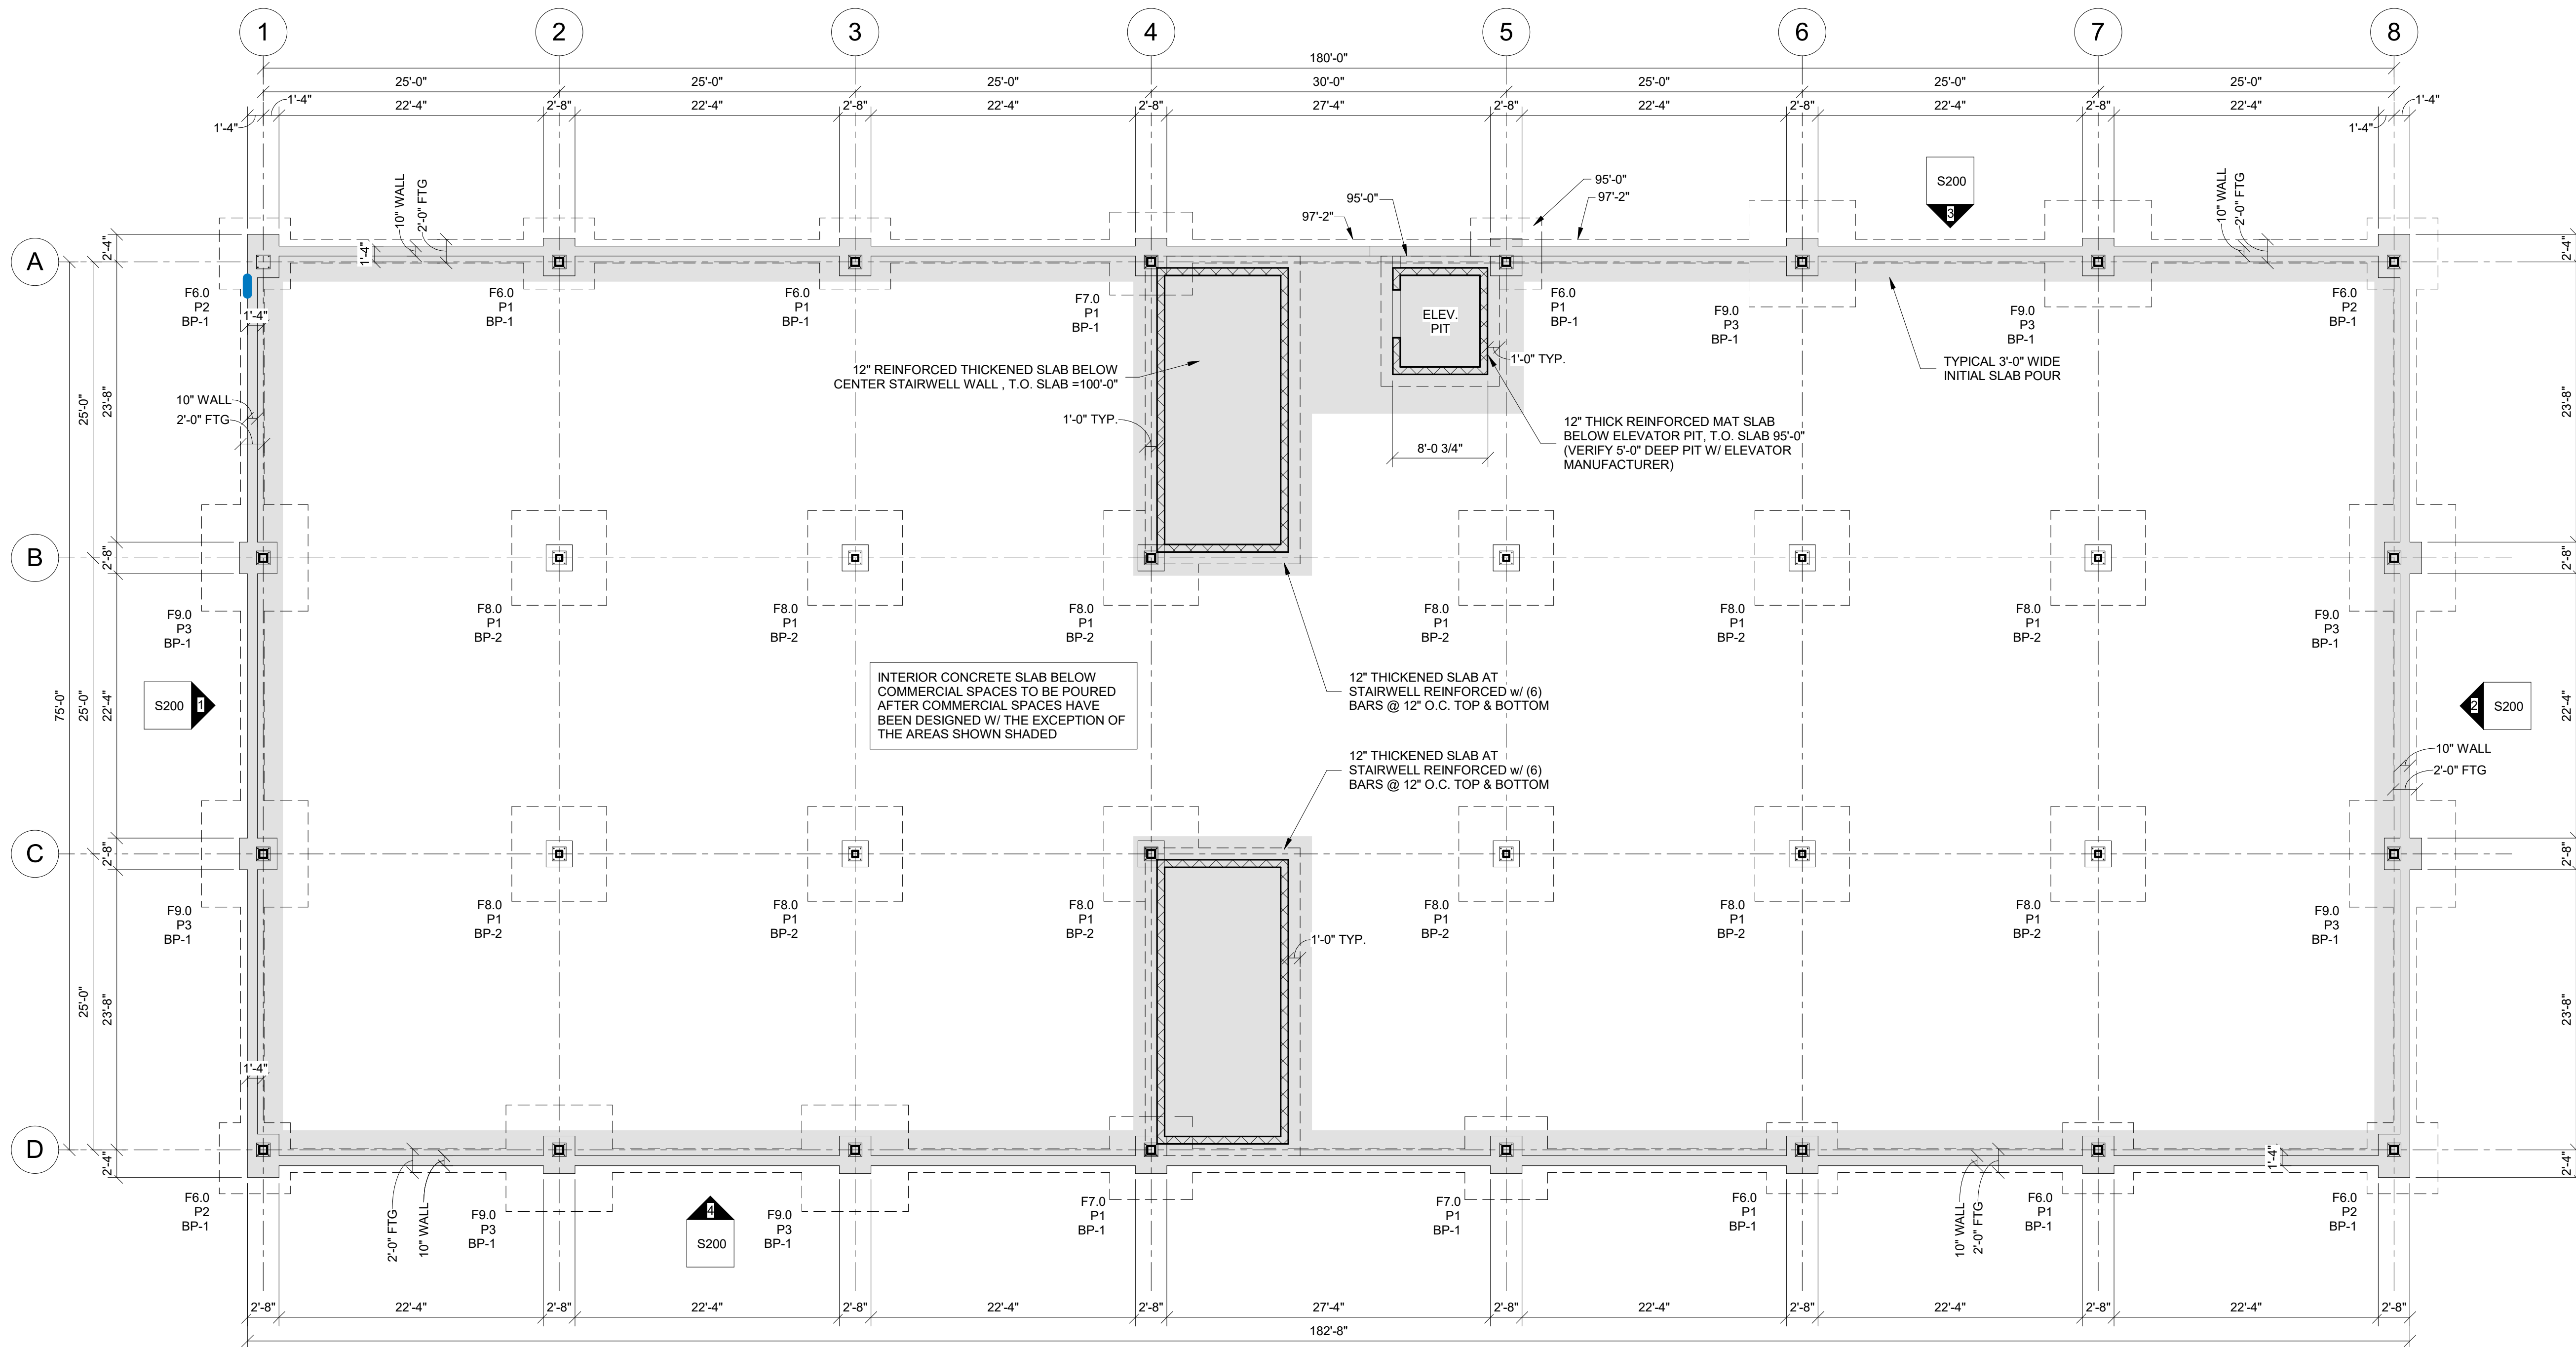 1 2 3 4 5 6 7 8
180'-0"
25'-0" 25'-0" 25'-0" 30'-0" 25'-0" 25'-0" 25'-0"
1'-4" 22'-4" 2'-8" 22'-4" 2'-8" 22'-4" 2'-8" 27'-4" 2'-8" 22'-4" 2'-8" 22'-4" 2'-8" 22'-4" 1'-4"
1'-4" 1'-4"
S200
3
95'-0"
97'-2"
95'-0"
97'-2"
10" WALL
2'-0" FTG
1'-4"
10" WALL
2'-0" FTG
2'-4"
2'-4"
A
F6.0
P2
BP-1
F6.0
P1
BP-1
F6.0
P1
BP-1
F7.0
P1
BP-1
F6.0
P1
BP-1
F9.0
P3
BP-1
F9.0
P3
BP-1
F6.0
P2
BP-1
1'-4"
ELEV.
PIT
1'-0" TYP.
12" REINFORCED THICKENED SLAB BELOW
CENTER STAIRWELL WALL , T.O. SLAB =100'-0"
TYPICAL 3'-0" WIDE
INITIAL SLAB POUR
10" WALL
2'-0" FTG
1'-0" TYP.
8'-0 3/4"
12" THICK REINFORCED MAT SLAB
BELOW ELEVATOR PIT, T.O. SLAB 95'-0"
(VERIFY 5'-0" DEEP PIT W/ ELEVATOR
MANUFACTURER)
25'-0"
23'-8"
23'-8"
B
2'-8"
2'-8"
F9.0
P3
BP-1
F8.0
P1
BP-2
F8.0
P1
BP-2
F8.0
P1
BP-2
F8.0
P1
BP-2
F8.0
P1
BP-2
F8.0
P1
BP-2
F9.0
P3
BP-1
INTERIOR CONCRETE SLAB BELOW
COMMERCIAL SPACES TO BE POURED
AFTER COMMERCIAL SPACES HAVE
BEEN DESIGNED W/ THE EXCEPTION OF
THE AREAS SHOWN SHADED
12" THICKENED SLAB AT
STAIRWELL REINFORCED w/ (6)
BARS @ 12" O.C. TOP & BOTTOM
12" THICKENED SLAB AT
STAIRWELL REINFORCED w/ (6)
BARS @ 12" O.C. TOP & BOTTOM
75'-0"
25'-0"
22'-4"
S200
1
2
S200
22'-4"
10" WALL
2'-0" FTG
C
2'-8"
2'-8"
F9.0
P3
BP-1
F8.0
P1
BP-2
F8.0
P1
BP-2
F8.0
P1
BP-2
F8.0
P1
BP-2
F8.0
P1
BP-2
F8.0
P1
BP-2
F9.0
P3
BP-1
1'-0" TYP.
25'-0"
23'-8"
23'-8"
1'-4"
D
2'-4"
2'-4"
1'-4"
F6.0
P2
BP-1
2'-0" FTG
10" WALL
F9.0
P3
BP-1
4
S200
F9.0
P3
BP-1
F7.0
P1
BP-1
F7.0
P1
BP-1
F6.0
P1
BP-1
10" WALL
2'-0" FTG
F6.0
P1
BP-1
F6.0
P2
BP-1
2'-8" 22'-4" 2'-8" 22'-4" 2'-8" 22'-4" 2'-8" 27'-4" 2'-8" 22'-4" 2'-8" 22'-4" 2'-8" 22'-4" 2'-8"
182'-8"